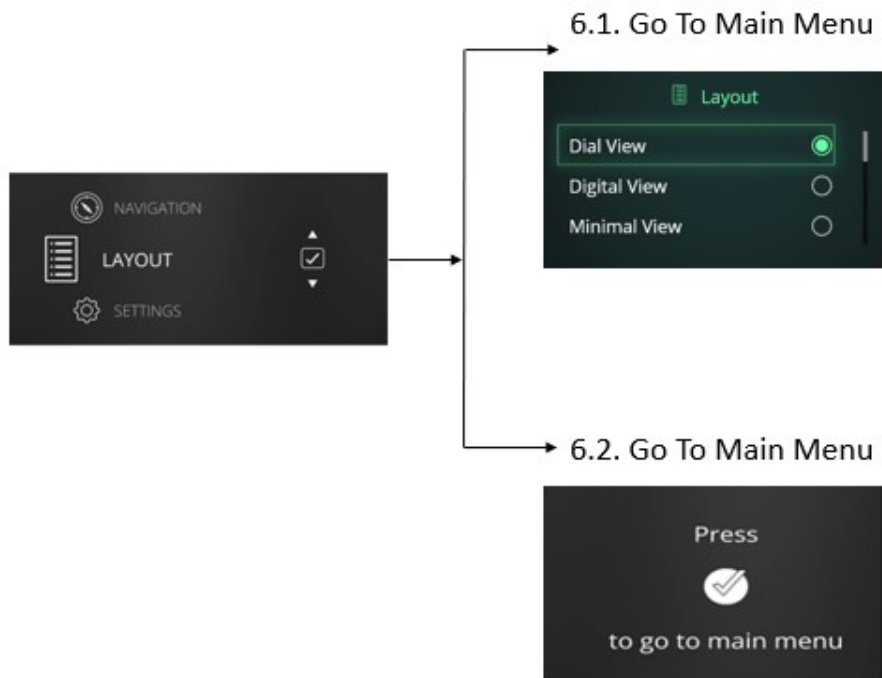 6.1. Go To Main Menu
Layout
Dial View
Digital View
Minimal View
NAVIGATION
LAYOUT
SETTINGS
6.2. Go To Main Menu
Press
to go to main menu